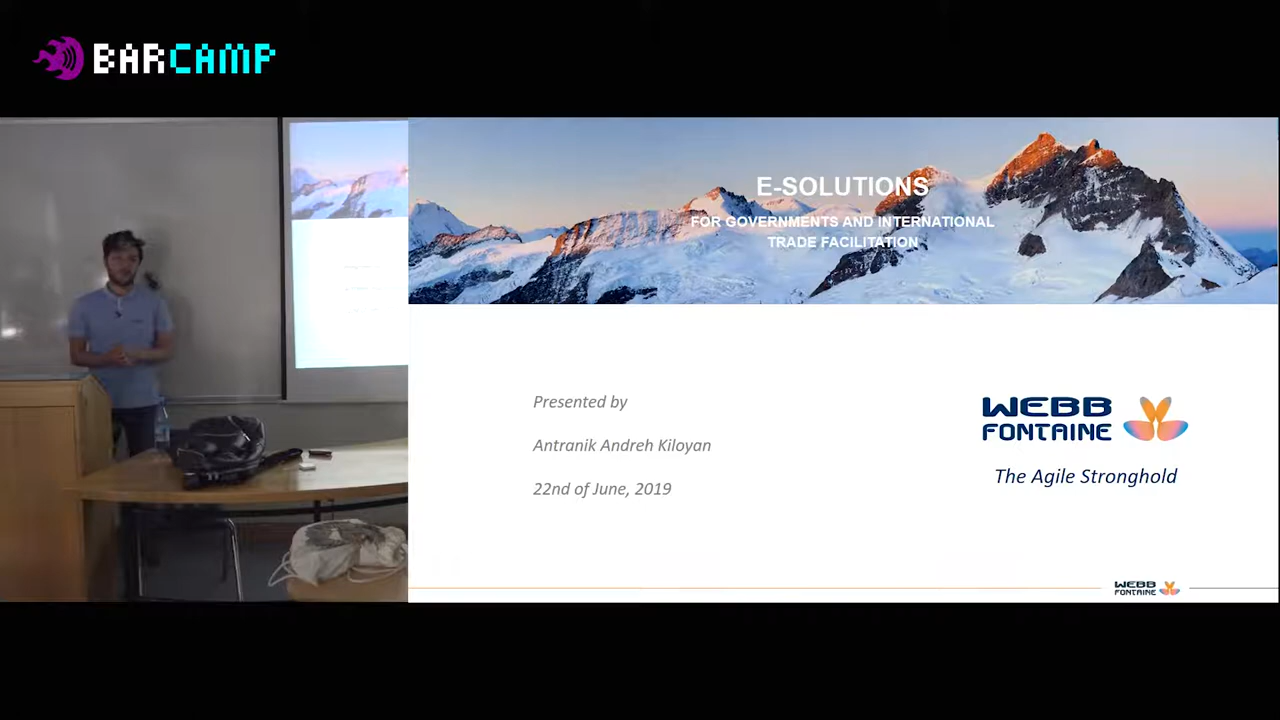 BARCAMP
E-SOLUTIONS
FOR GOVERNMENTS AND INTERNATIONAL
TRADE FACILITATION
Presented by
Antranik Andreh Kiloyan
22nd of June, 2019
WEBB
FONTAINE
The Agile Stronghold
WEBB
FONTAINE